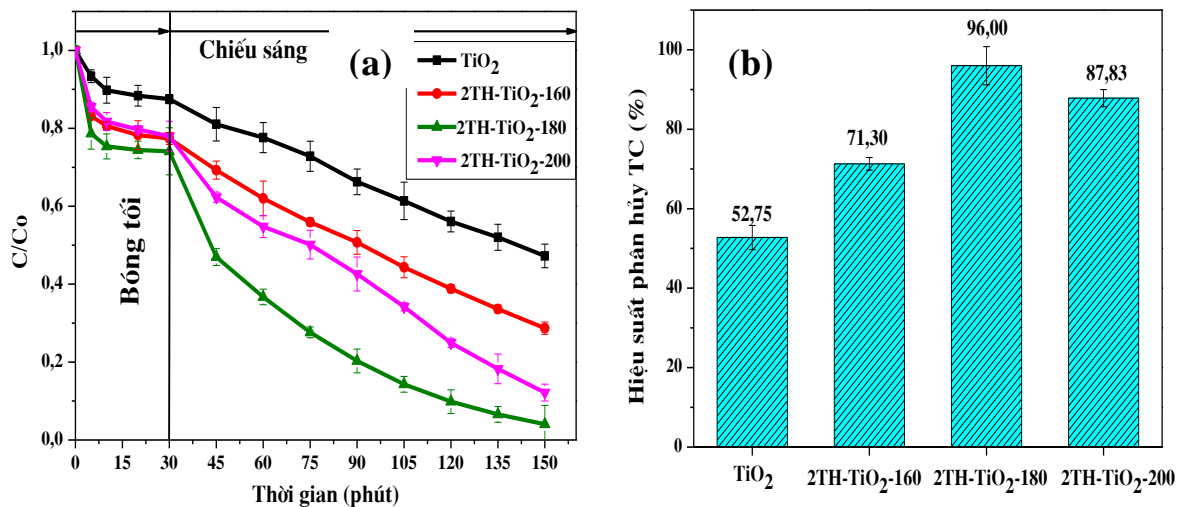 Chiếu sáng
(a)
TiO2
2TH-TiO2-160
2TH-TiO2-180
2TH-TiO2-200
Bóng tối
C/Co
1,0
0,8
0,6
0,4
0,2
0,0
0 15 30 45 60 75 90 105 120 135 150
Thời gian (phút)
(b)
Hiệu suất phân hủy TC (%)
100
80
60
40
20
0
52,75
71,30
96,00
87,83
TiO2 2TH-TiO2-160 2TH-TiO2-180 2TH-TiO2-200